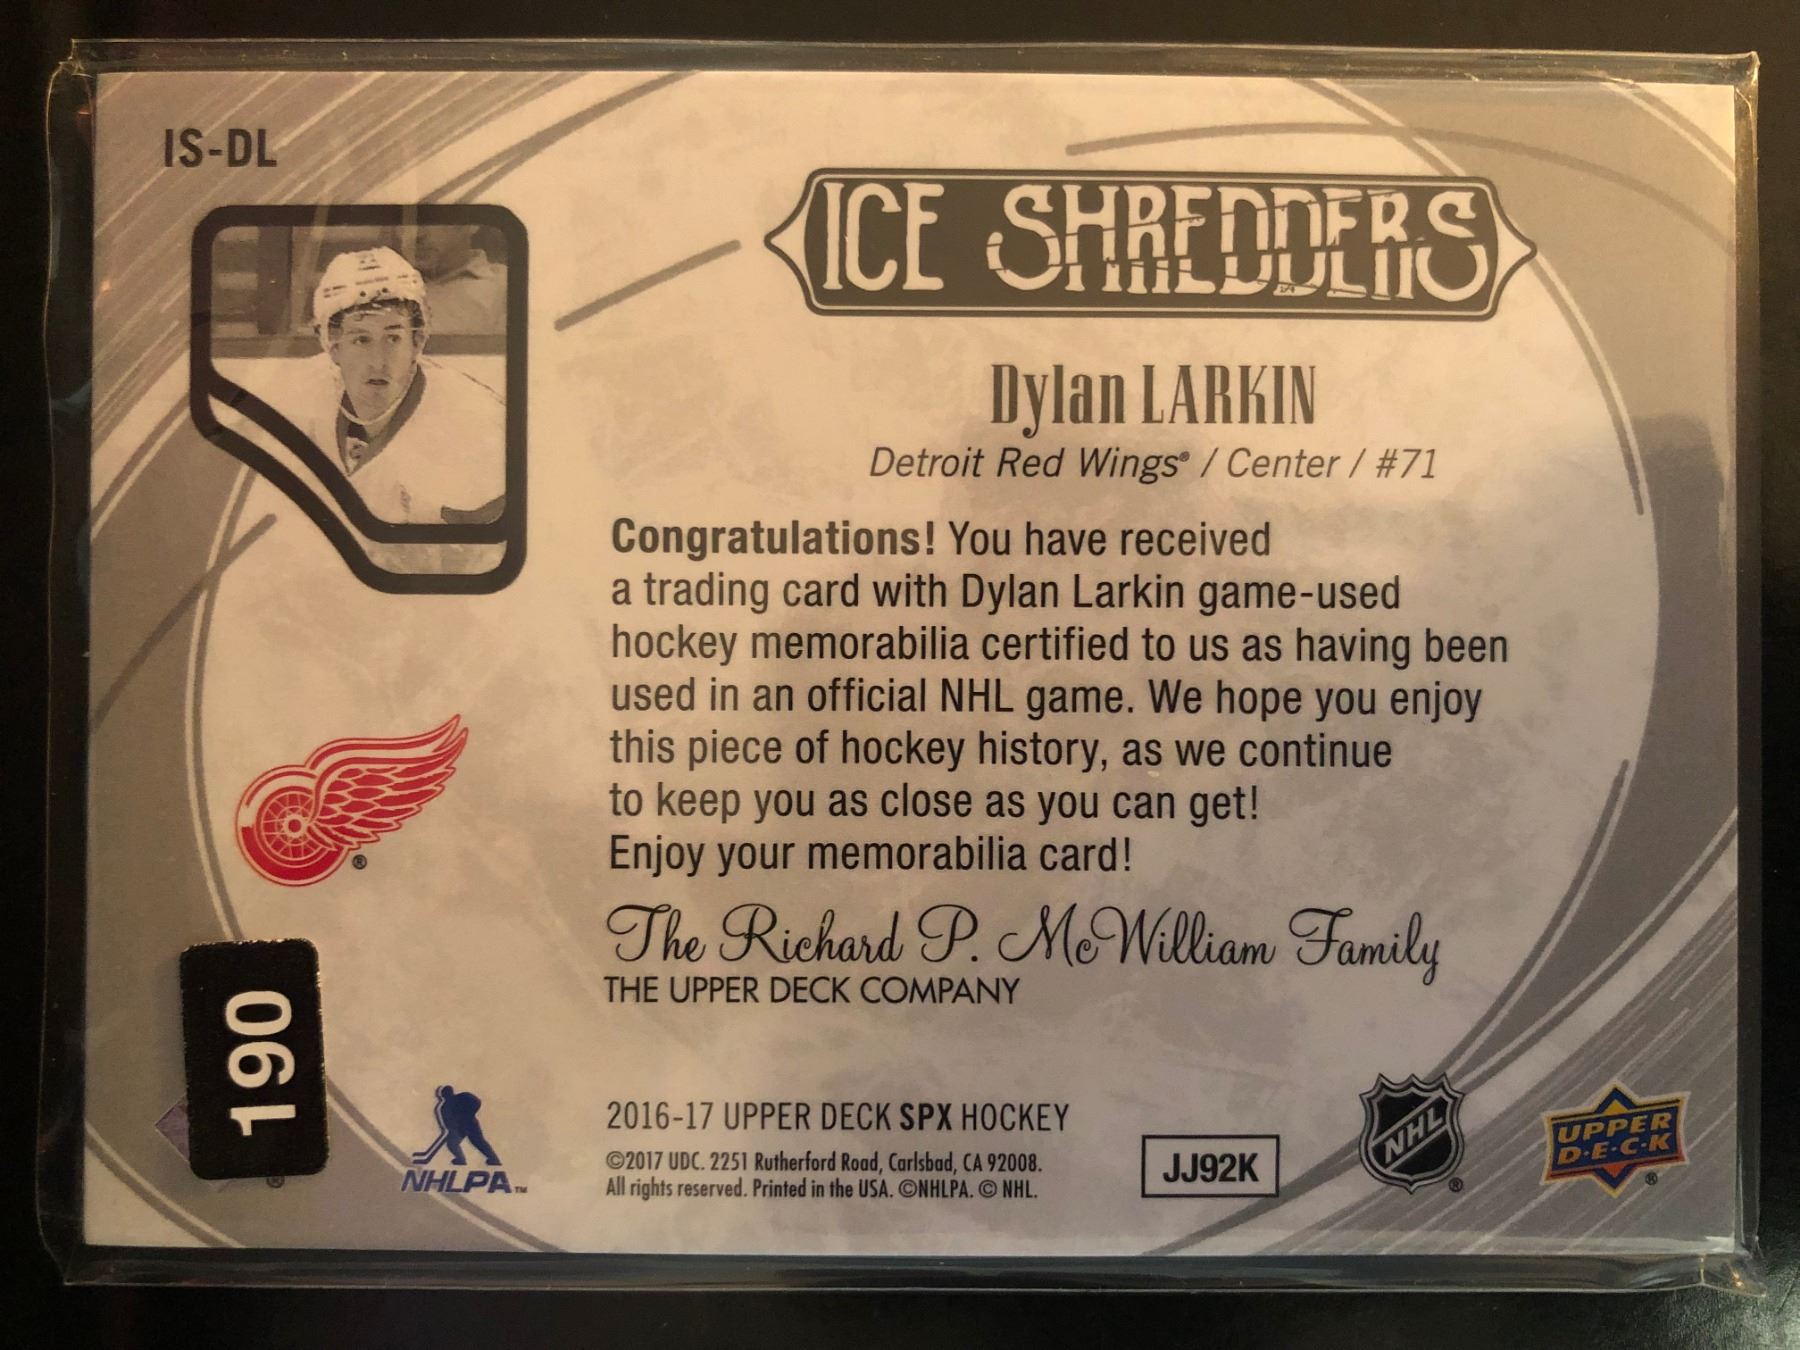 IS-DL
ICE SHREDDERS
Dylan LARKIN
Detroit Red Wings® / Center / #71
Congratulations! You have received
a trading card with Dylan Larkin game-used
hockey memorabilia certified to us as having been
used in an official NHL game. We hope you enjoy
this piece of hockey history, as we continue
to keep you as close as you can get!
Enjoy your memorabilia card!
The Richard P. McWilliam Family
THE UPPER DECK COMPANY
®
190
®
NHLPA™
2016-17 UPPER DECK SPX HOCKEY
©2017 UDC. 2251 Rutherford Road, Carlsbad, CA 92008.
All rights reserved. Printed in the USA. ©NHLPA. © NHL.
JJ92K
NHL®
UPPER
D·E·C·K®